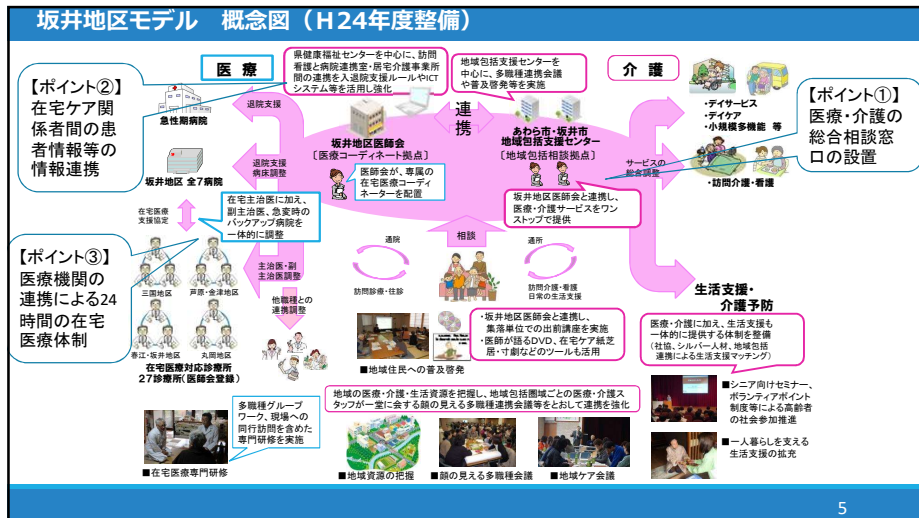 坂井地区モデル　概念図（H24年度整備）
【ポイント②】
在宅ケア関
係者間の患
者情報等の
情報連携
医 療
県健康福祉センターを中心に、訪問
看護と病院連携室・居宅介護事業所
間の連携を入退院支援ルールやICT
システム等を活用し強化
地域包括支援センターを
中心に、多職種連携会議
や普及啓発等を実施
介 護
【ポイント①】
医療・介護の
総合相談窓
口の設置
急性期病院
退院支援
連
携
坂井地区医師会
［医療コーディネート拠点］
あわら市・坂井市
地域包括支援センター
［地域包括相談拠点］
・デイサービス
・デイケア
・小規模多機能 等
坂井地区 全7病院
退院支援
病床調整
医師会が、専属の
在宅医療コーディ
ネーターを配置
サービスの
総合調整
・訪問介護・看護
坂井地区医師会と連携し、
医療・介護サービスをワン
ストップで提供
在宅医療
支援協定
在宅主治医に加え、
副主治医、急変時の
バックアップ病院を
一体的に調整
相談
【ポイント③】
医療機関の
連携による24
時間の在宅
医療体制
三国地区
芦原・金津地区
主治医・副
主治医調整
通院
訪問診療・往診
通所
訪問介護・看護
日常の生活支援
他職種との
連携調整
生活支援・
介護予防
医療・介護に加え、生活支援も
一体的に提供する体制を整備
（社協、シルバー人材、地域包括
連携による生活支援マッチング）
春江・坂井地区
丸岡地区
在宅医療対応診療所
27診療所（医師会登録）
・坂井地区医師会と連携し、
集落単位での出前講座を実施
・医師が語るDVD、在宅ケア紙芝
居・寸劇などのツールも活用
■地域住民への普及啓発
地域の医療・介護・生活資源を把握し、地域包括圏域ごとの医療・介護ス
タッフが一堂に会する顔の見える多職種連携会議等をとおして連携を強化
■シニア向けセミナー、
ボランティアポイント
制度等による高齢者
の社会参加推進
多職種グループ
ワーク、現場への
同行訪問を含めた
専門研修を実施
■一人暮らしを支える
生活支援の拡充
■在宅医療専門研修
■地域資源の把握
■顔の見える多職種会議
■地域ケア会議
5